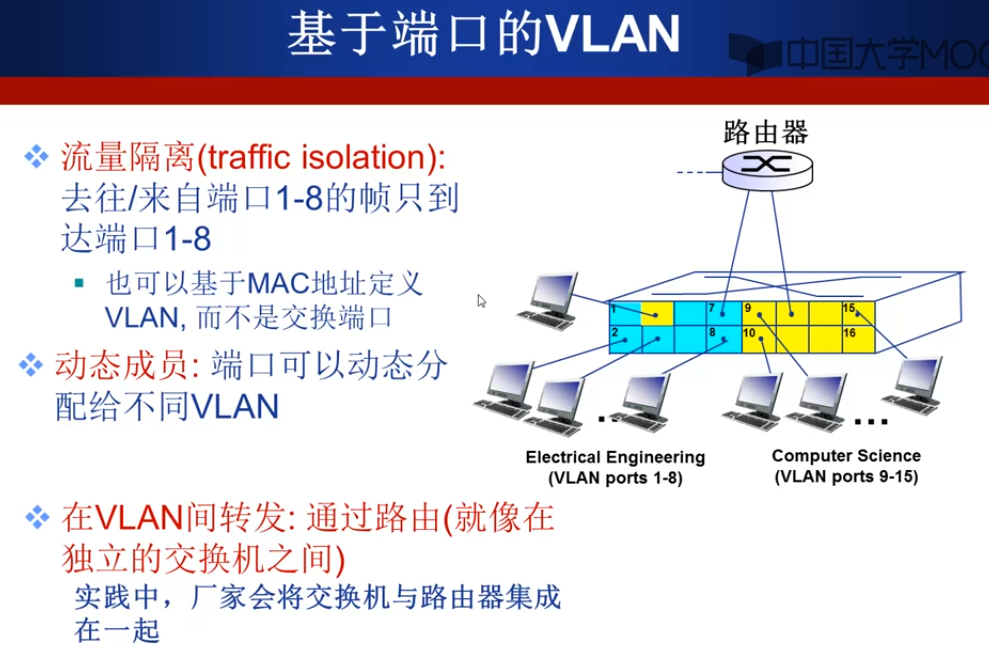 基于端口的VLAN
中国大学MOO
流量隔离(traffic isolation):
去往/来自端口1-8的帧只到
达端口1-8
也可以基于MAC地址定义
VLAN, 而不是交换端口
动态成员: 端口可以动态分
配给不同VLAN
在VLAN间转发: 通过路由(就像在
独立的交换机之间)
实践中，厂家会将交换机与路由器集成
在一起
路由器
1 7 9 15
2 8 10 16
... ...
Electrical Engineering
(VLAN ports 1-8)
Computer Science
(VLAN ports 9-15)